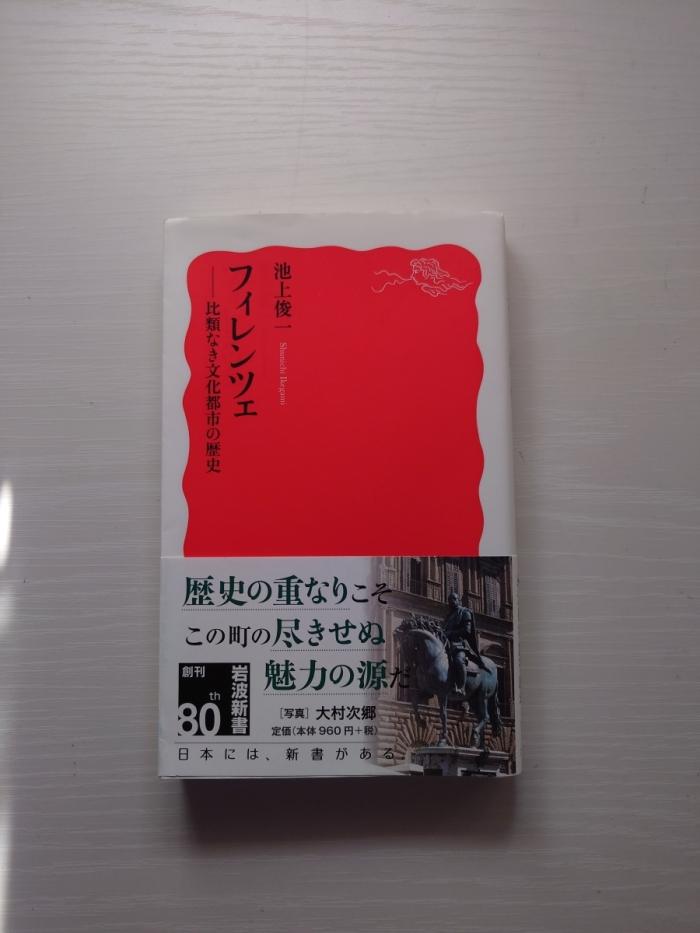 池上俊一
Shunichi Ikegami
フィレンツェ
――比類なき文化都市の歴史
歴史の重なりこそ
この町の尽きせぬ
魅力の源だ
創刊
80th
岩波新書
［写真］大村次郷
定価(本体960円+税)
日本には、新書がある